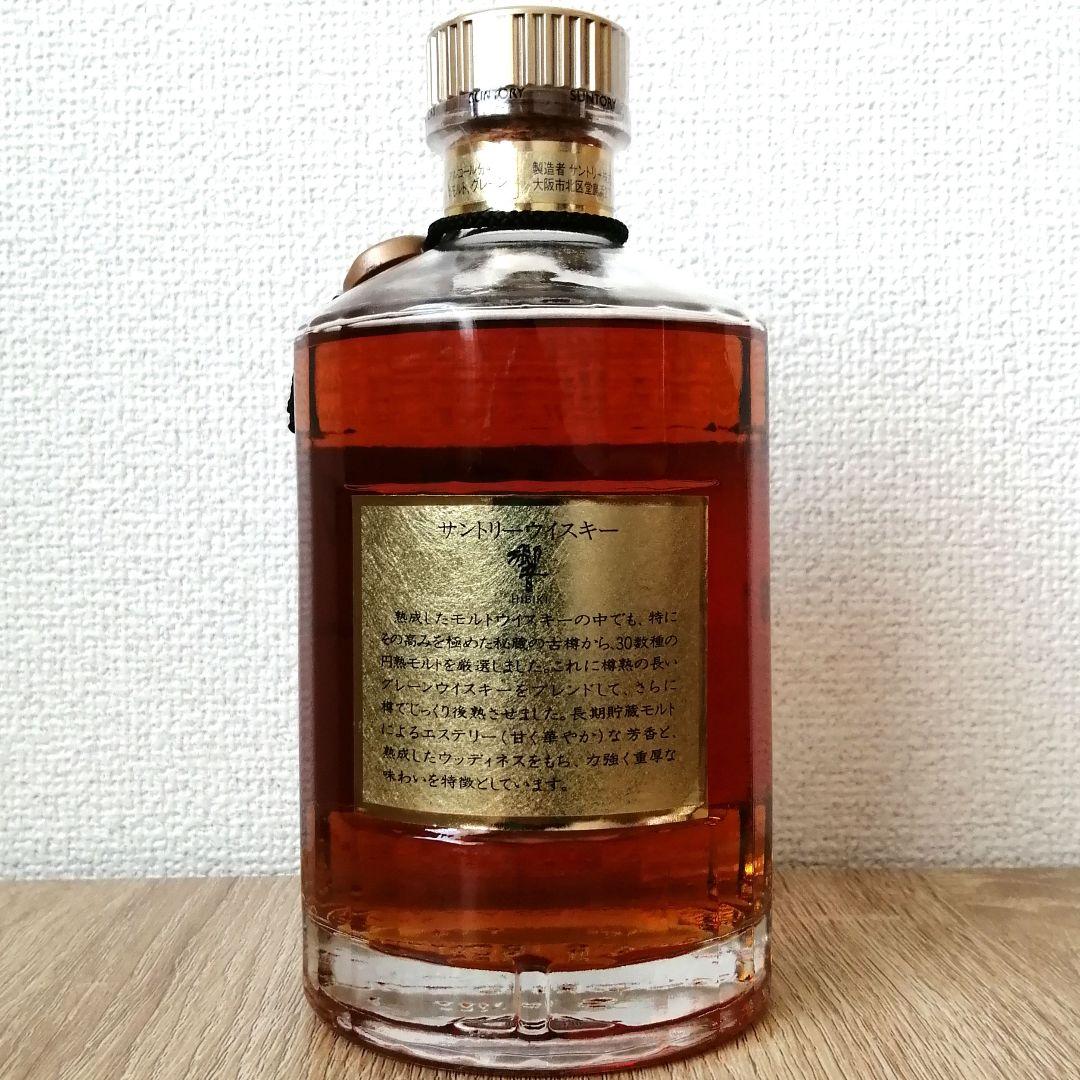 SUNTORY
SUNTORY
製造者 サントリー
モルト、グレーン
大阪市北区堂島
サントリーウイスキー
響
HIBIKI
熟成したモルトウイスキーの中でも、特に
その高みを極めた秘蔵の古樽から、30数種の
円熟モルトを厳選しました。これに樽熟の長い
グレーンウイスキーをブレンドして、さらに
樽でじっくり後熟させました。長期貯蔵モルト
によるエステリー(甘く華やか)な芳香と、
熟成したウッディネスをもち、力強く重厚な
味わいを特徴としています。